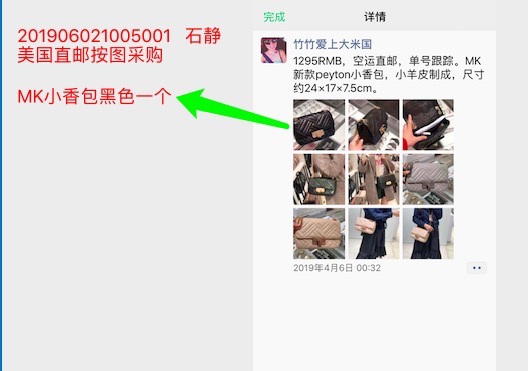 201906021005001 石静
美国直邮按图采购
MK小香包黑色一个
完成 详情
竹竹爱上大米国
1295RMB，空运直邮，单号跟踪。MK
新款peyton小香包，小羊皮制成，尺寸
约24×17×7.5cm。
2019年4月6日 00:32